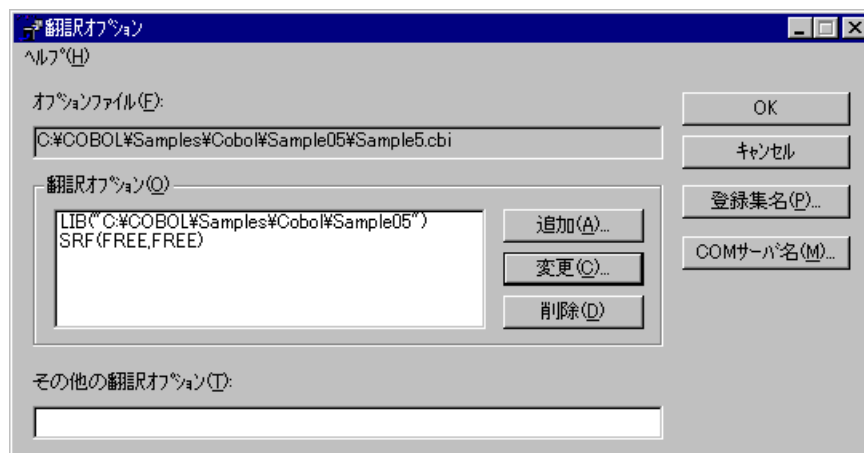 翻訳オプション
ヘルプ(H)
オプションファイル(F):
C:¥COBOL¥Samples¥Cobol¥Sample05¥Sample5.cbi
翻訳オプション(O)
LIB("C:¥COBOL¥Samples¥Cobol¥Sample05")
SRF(FREE,FREE)
追加(A)...
変更(C)...
削除(D)
その他の翻訳オプション(T):
OK
キャンセル
登録集名(P)...
COMサーバ名(M)...